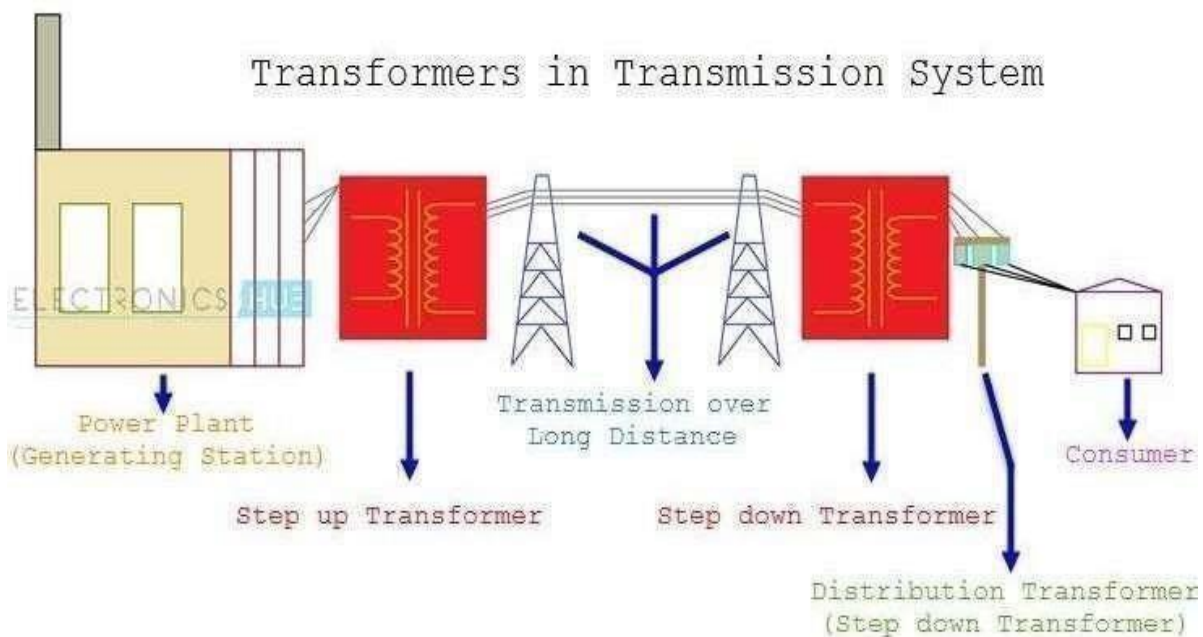 Transformers in Transmission System
ELECTRONICS HUB
Power Plant
(Generating Station)
Transmission over
Long Distance
Consumer
Step up Transformer
Step down Transformer
Distribution Transformer
(Step down Transformer)